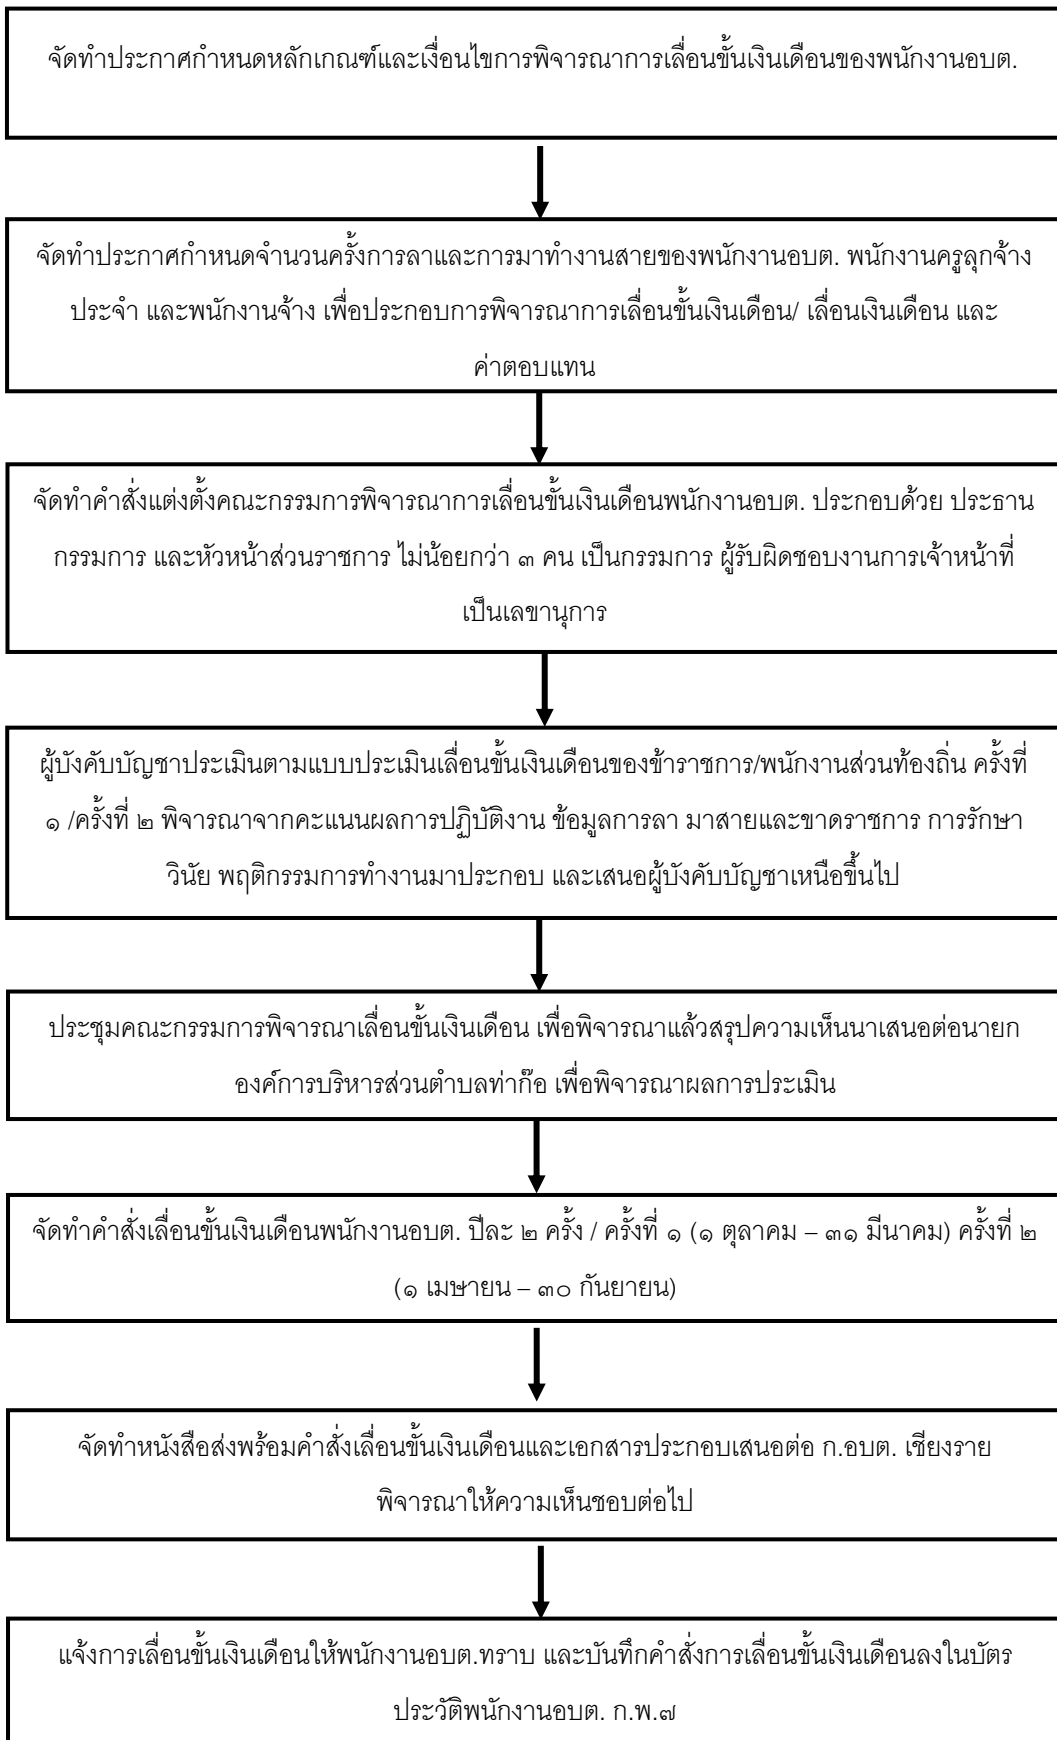 จัดทำประกาศกำหนดหลักเกณฑ์และเงื่อนไขการพิจารณาการเลื่อนขั้นเงินเดือนของพนักงานอบต.
จัดทำประกาศกำหนดจำนวนครั้งการลาและการมาทำงานสายของพนักงานอบต. พนักงานครูลุกจ้าง
ประจำ และพนักงานจ้าง เพื่อประกอบการพิจารณาการเลื่อนขั้นเงินเดือน/ เลื่อนเงินเดือน และ
ค่าตอบแทน
จัดทำคำสั่งแต่งตั้งคณะกรรมการพิจารณาการเลื่อนขั้นเงินเดือนพนักงานอบต. ประกอบด้วย ประธาน
กรรมการ และหัวหน้าส่วนราชการ ไม่น้อยกว่า ๓ คน เป็นกรรมการ ผู้รับผิดชอบงานการเจ้าหน้าที่
เป็นเลขานุการ
ผู้บังคับบัญชาประเมินตามแบบประเมินเลื่อนขั้นเงินเดือนของข้าราชการ/พนักงานส่วนท้องถิ่น ครั้งที่
๑ /ครั้งที่ ๒ พิจารณาจากคะแนนผลการปฏิบัติงาน ข้อมูลการลา มาสายและขาดราชการ การรักษา
วินัย พฤติกรรมการทำงานมาประกอบ และเสนอผู้บังคับบัญชาเหนือขึ้นไป
ประชุมคณะกรรมการพิจารณาเลื่อนขั้นเงินเดือน เพื่อพิจารณาแล้วสรุปความเห็นนาเสนอต่อนายก
องค์การบริหารส่วนตำบลท่าก๊อ เพื่อพิจารณาผลการประเมิน
จัดทำคำสั่งเลื่อนขั้นเงินเดือนพนักงานอบต. ปีละ ๒ ครั้ง / ครั้งที่ ๑ (๑ ตุลาคม – ๓๑ มีนาคม) ครั้งที่ ๒
(๑ เมษายน – ๓๐ กันยายน)
จัดทำหนังสือส่งพร้อมคำสั่งเลื่อนขั้นเงินเดือนและเอกสารประกอบเสนอต่อ ก.อบต. เชียงราย
พิจารณาให้ความเห็นชอบต่อไป
แจ้งการเลื่อนขั้นเงินเดือนให้พนักงานอบต.ทราบ และบันทึกคำสั่งการเลื่อนขั้นเงินเดือนลงในบัตร
ประวัติพนักงานอบต. ก.พ.๗